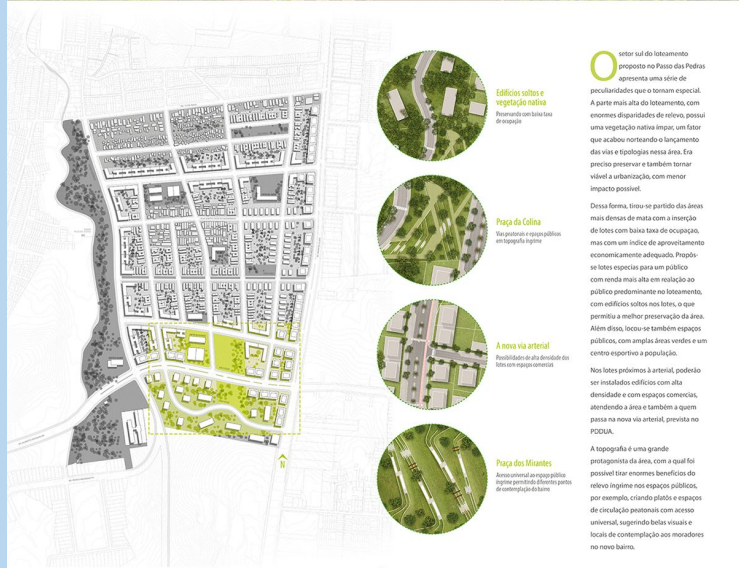 Edifícios soltos e
vegetação nativa
Preservando com baixa taxa
de ocupação
Praça da Colina
Vias peatonais e espaços públicos
em topografia íngrime
A nova via arterial
Possibilidades de alta densidade dos
lotes com espaços comerciais
Praça dos Mirantes
Acesso universal ao espaço público
íngrime permitindo diferentes pontos
de contemplação do bairro
N
O setor sul do loteamento
proposto no Passo das Pedras
apresenta uma série de
peculiaridades que o tornam especial.
A parte mais alta do loteamento, com
enormes disparidades de relevo, possui
uma vegetação nativa ímpar, um fator
que acabou norteando o lançamento
das vias e tipologias nessa área. Era
preciso preservar e também tornar
viável a urbanização, com menor
impacto possível.
Dessa forma, tirou-se partido das áreas
mais densas de mata com a inserção
de lotes com baixa taxa de ocupaçao,
mas com um índice de aproveitamento
economicamente adequado. Propôs-
se lotes especias para um público
com renda mais alta em realação ao
público predominante no loteamento,
com edifícios soltos nos lotes, o que
permitiu a melhor preservação da área.
Além disso, locou-se também espaços
públicos, com amplas áreas verdes e um
centro esportivo a população.
Nos lotes próximos à arterial, poderão
ser instalados edifícios com alta
densidade e com espaços comercias,
atendendo a área e também a quem
passa na nova via arterial, prevista no
PDDUA.
A topografia é uma grande
protagonista da área, com a qual foi
possível tirar enormes benefícios do
relevo íngrime nos espaços públicos,
por exemplo, criando platôs e espaços
de circulação peatonais com acesso
universal, sugerindo belas visuais e
locais de contemplação aos moradores
no novo bairro.